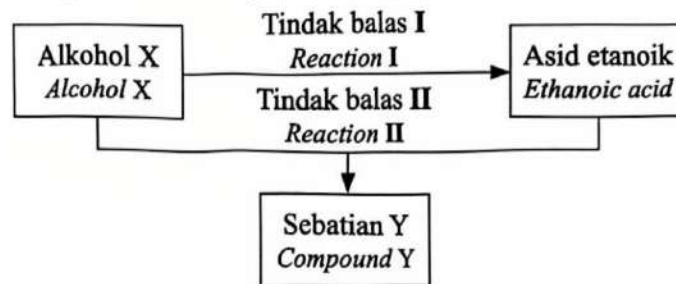 Tindak balas I
Reaction I
Alkohol X
Alcohol X
Asid etanoik
Ethanoic acid
Tindak balas II
Reaction II
Sebatian Y
Compound Y